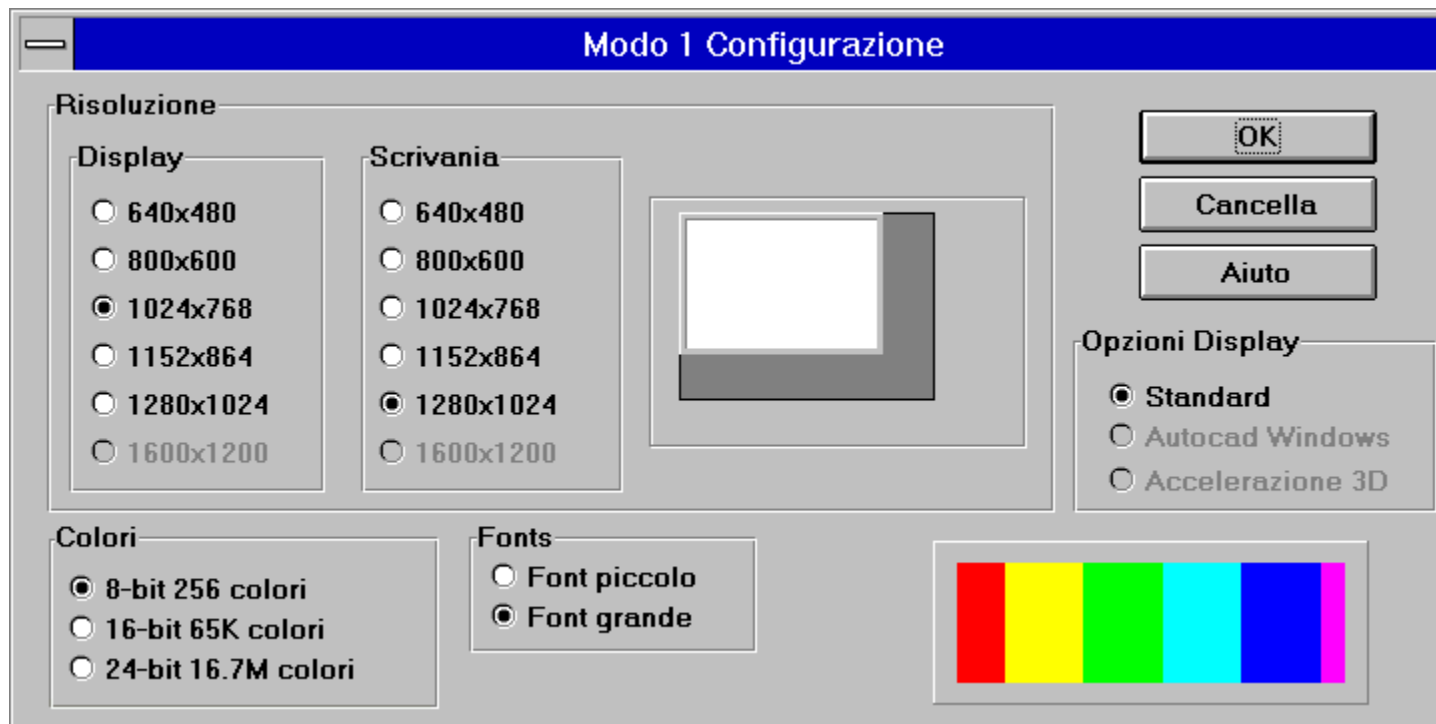 Modo 1 Configurazione
Risoluzione
Display
640x480
800x600
1024x768
1152x864
1280x1024
1600x1200
Scrivania
640x480
800x600
1024x768
1152x864
1280x1024
1600x1200
OK
Cancella
Aiuto
Opzioni Display
Standard
Autocad Windows
Accelerazione 3D
Colori
8-bit 256 colori
16-bit 65K colori
24-bit 16.7M colori
Fonts
Font piccolo
Font grande